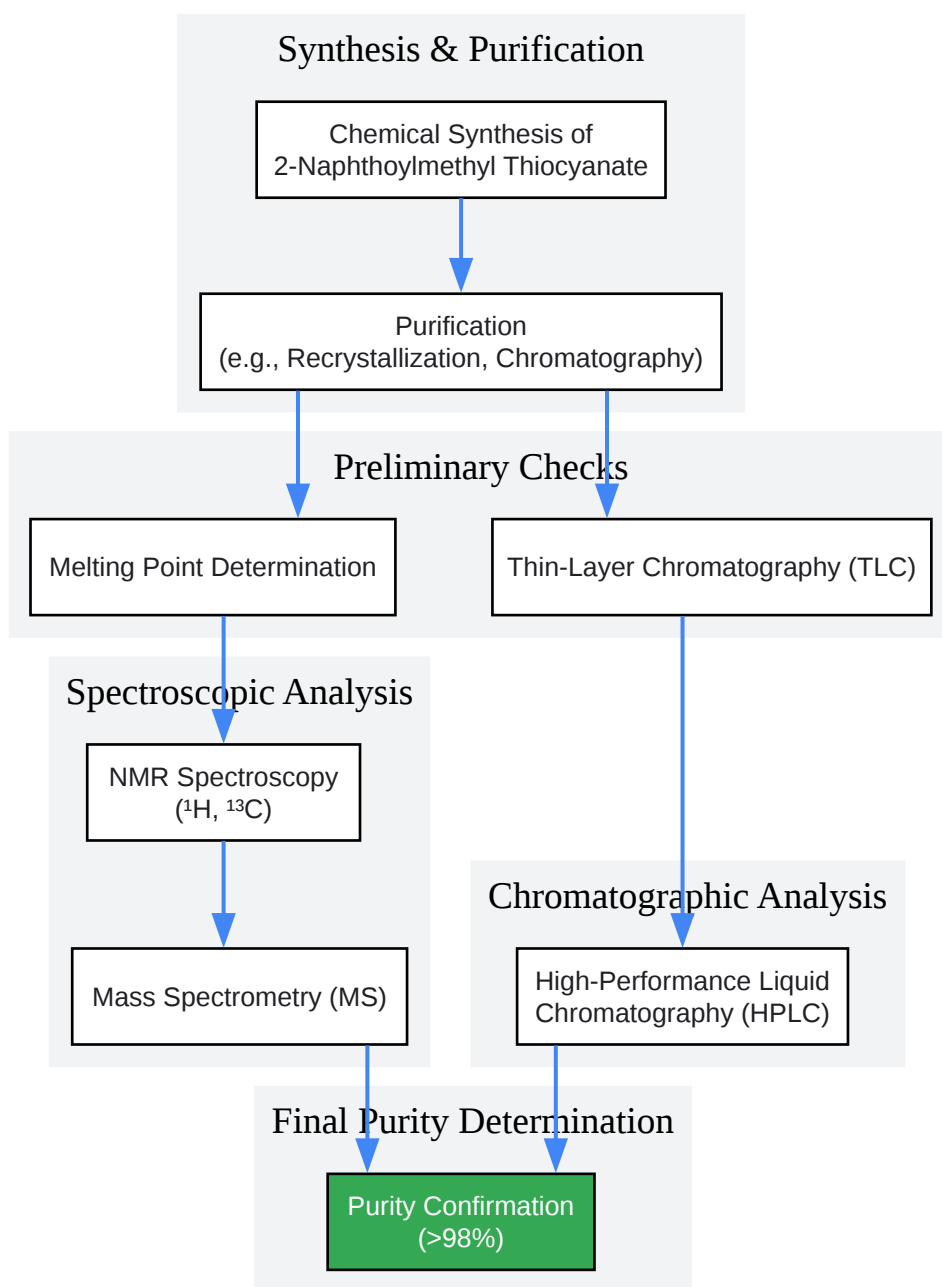 Synthesis & Purification
Chemical Synthesis of
2-Naphthoylmethyl Thiocyanate
Purification
(e.g., Recrystallization, Chromatography)
Preliminary Checks
Melting Point Determination
Thin-Layer Chromatography (TLC)
Spectroscopic Analysis
NMR Spectroscopy
(¹H, ¹³C)
Mass Spectrometry (MS)
Chromatographic Analysis
High-Performance Liquid
Chromatography (HPLC)
Final Purity Determination
Purity Confirmation
(>98%)